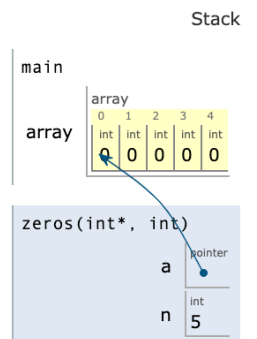 Stack
main
array
0 1 2 3 4
int int int int int
array 0 0 0 0 0
zeros(int*, int)
pointer
a
int
n 5